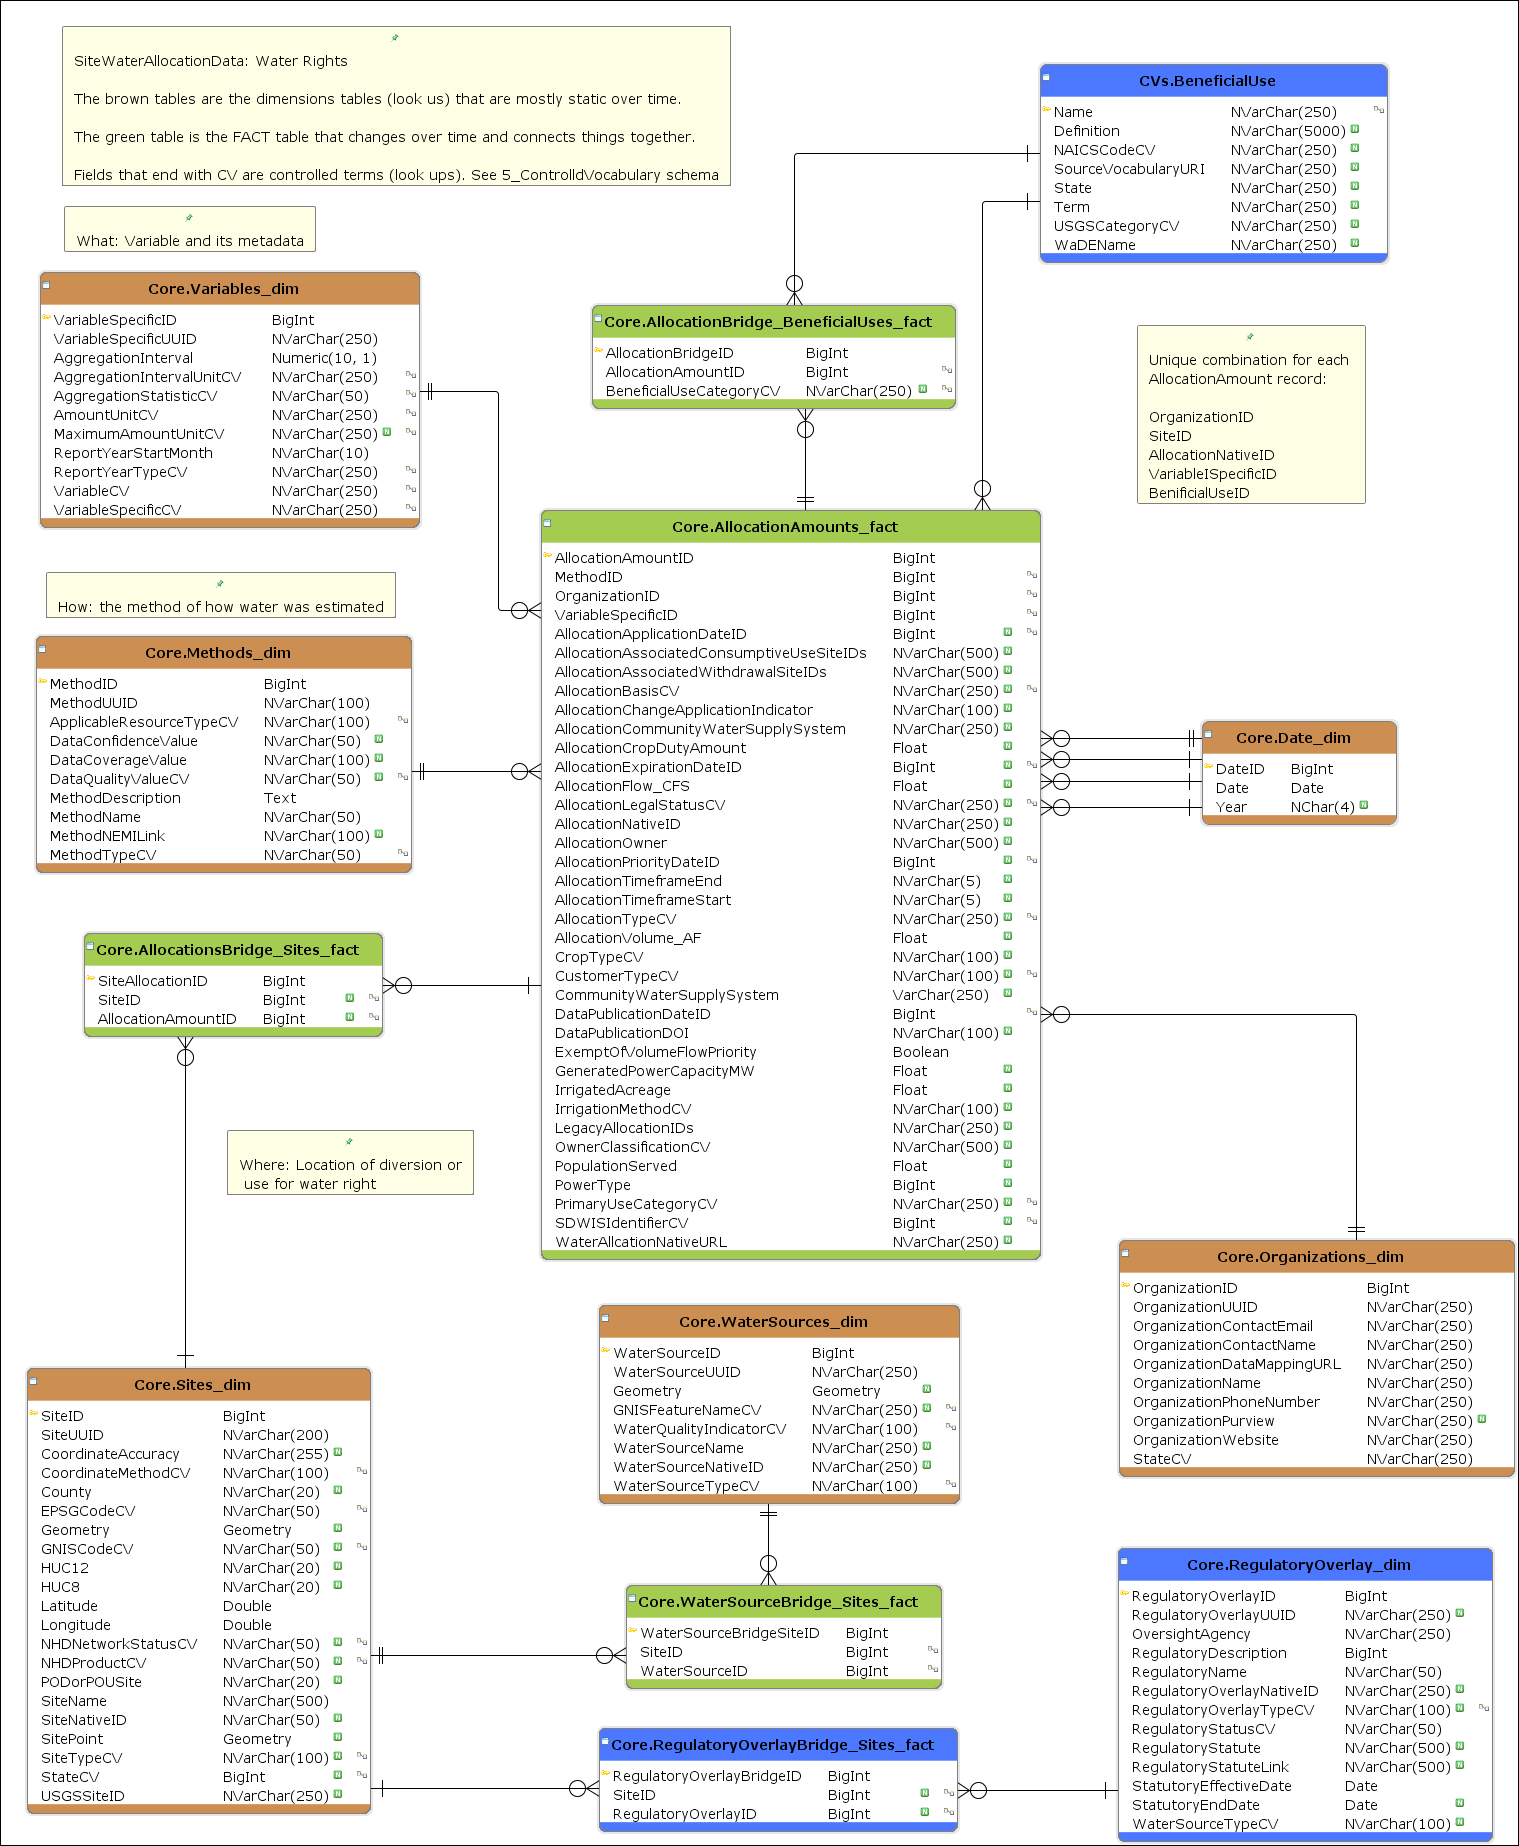 SiteWaterAllocationData: Water Rights
The brown tables are the dimensions tables (look us) that are mostly static over time.
The green table is the FACT table that changes over time and connects things together.
Fields that end with CV are controlled terms (look ups). See 5_ControlldVocabulary schema
What: Variable and its metadata
Core.Variables_dim
VariableSpecificID BigInt
VariableSpecificUUID NVarChar(250)
AggregationInterval Numeric(10, 1)
AggregationIntervalUnitCV NVarChar(250)
AggregationStatisticCV NVarChar(50)
AmountUnitCV NVarChar(250)
MaximumAmountUnitCV NVarChar(250) N
ReportYearStartMonth NVarChar(10)
ReportYearTypeCV NVarChar(250)
VariableCV NVarChar(250)
VariableSpecificCV NVarChar(250)
How: the method of how water was estimated
Core.Methods_dim
MethodID BigInt
MethodUUID NVarChar(100)
ApplicableResourceTypeCV NVarChar(100)
DataConfidenceValue NVarChar(50) N
DataCoverageValue NVarChar(100) N
DataQualityValueCV NVarChar(50) N
MethodDescription Text
MethodName NVarChar(50)
MethodNEMILink NVarChar(100) N
MethodTypeCV NVarChar(50)
Core.AllocationsBridge_Sites_fact
SiteAllocationID BigInt
SiteID BigInt N
AllocationAmountID BigInt N
Where: Location of diversion or
use for water right
Core.Sites_dim
SiteID BigInt
SiteUUID NVarChar(200)
CoordinateAccuracy NVarChar(255) N
CoordinateMethodCV NVarChar(100)
County NVarChar(20) N
EPSGCodeCV NVarChar(50)
Geometry Geometry N
GNISCodeCV NVarChar(50) N
HUC12 NVarChar(20) N
HUC8 NVarChar(20) N
Latitude Double
Longitude Double
NHDNetworkStatusCV NVarChar(50) N
NHDProductCV NVarChar(50) N
PODorPOUSite NVarChar(20) N
SiteName NVarChar(500)
SiteNativeID NVarChar(50) N
SitePoint Geometry N
SiteTypeCV NVarChar(100) N
StateCV BigInt N
USGSSiteID NVarChar(250) N
Core.AllocationBridge_BeneficialUses_fact
AllocationBridgeID BigInt
AllocationAmountID BigInt
BeneficialUseCategoryCV NVarChar(250) N
Core.AllocationAmounts_fact
AllocationAmountID BigInt
MethodID BigInt
OrganizationID BigInt
VariableSpecificID BigInt
AllocationApplicationDateID BigInt N
AllocationAssociatedConsumptiveUseSiteIDs NVarChar(500) N
AllocationAssociatedWithdrawalSiteIDs NVarChar(500) N
AllocationBasisCV NVarChar(250) N
AllocationChangeApplicationIndicator NVarChar(100) N
AllocationCommunityWaterSupplySystem NVarChar(250) N
AllocationCropDutyAmount Float N
AllocationExpirationDateID BigInt N
AllocationFlow_CFS Float N
AllocationLegalStatusCV NVarChar(250) N
AllocationNativeID NVarChar(250) N
AllocationOwner NVarChar(500) N
AllocationPriorityDateID BigInt N
AllocationTimeframeEnd NVarChar(5) N
AllocationTimeframeStart NVarChar(5) N
AllocationTypeCV NVarChar(250) N
AllocationVolume_AF Float N
CropTypeCV NVarChar(100) N
CustomerTypeCV NVarChar(100) N
CommunityWaterSupplySystem VarChar(250) N
DataPublicationDateID BigInt
DataPublicationDOI NVarChar(100) N
ExemptOfVolumeFlowPriority Boolean
GeneratedPowerCapacityMW Float N
IrrigatedAcreage Float N
IrrigationMethodCV NVarChar(100) N
LegacyAllocationIDs NVarChar(250) N
OwnerClassificationCV NVarChar(500) N
PopulationServed Float N
PowerType BigInt N
PrimaryUseCategoryCV NVarChar(250) N
SDWISIdentifierCV BigInt N
WaterAllcationNativeURL NVarChar(250) N
Core.WaterSources_dim
WaterSourceID BigInt
WaterSourceUUID NVarChar(250)
Geometry Geometry N
GNISFeatureNameCV NVarChar(250) N
WaterQualityIndicatorCV NVarChar(100)
WaterSourceName NVarChar(250) N
WaterSourceNativeID NVarChar(250) N
WaterSourceTypeCV NVarChar(100)
Core.WaterSourceBridge_Sites_fact
WaterSourceBridgeSiteID BigInt
SiteID BigInt
WaterSourceID BigInt
Core.RegulatoryOverlayBridge_Sites_fact
RegulatoryOverlayBridgeID BigInt
SiteID BigInt N
RegulatoryOverlayID BigInt N
CVs.BeneficialUse
Name NVarChar(250)
Definition NVarChar(5000) N
NAICSCodeCV NVarChar(250) N
SourceVocabularyURI NVarChar(250) N
State NVarChar(250) N
Term NVarChar(250) N
USGSCategoryCV NVarChar(250) N
WaDEName NVarChar(250) N
Unique combination for each
AllocationAmount record:
OrganizationID
SiteID
AllocationNativeID
VariableISpecificID
BenificialUseID
Core.Date_dim
DateID BigInt
Date Date
Year NChar(4) N
Core.Organizations_dim
OrganizationID BigInt
OrganizationUUID NVarChar(250)
OrganizationContactEmail NVarChar(250)
OrganizationContactName NVarChar(250)
OrganizationDataMappingURL NVarChar(250)
OrganizationName NVarChar(250)
OrganizationPhoneNumber NVarChar(250)
OrganizationPurview NVarChar(250) N
OrganizationWebsite NVarChar(250)
StateCV NVarChar(250)
Core.RegulatoryOverlay_dim
RegulatoryOverlayID BigInt
RegulatoryOverlayUUID NVarChar(250) N
OversightAgency NVarChar(250)
RegulatoryDescription BigInt
RegulatoryName NVarChar(50)
RegulatoryOverlayNativeID NVarChar(250) N
RegulatoryOverlayTypeCV NVarChar(100) N
RegulatoryStatusCV NVarChar(50)
RegulatoryStatute NVarChar(500) N
RegulatoryStatuteLink NVarChar(500) N
StatutoryEffectiveDate Date
StatutoryEndDate Date N
WaterSourceTypeCV NVarChar(100) N